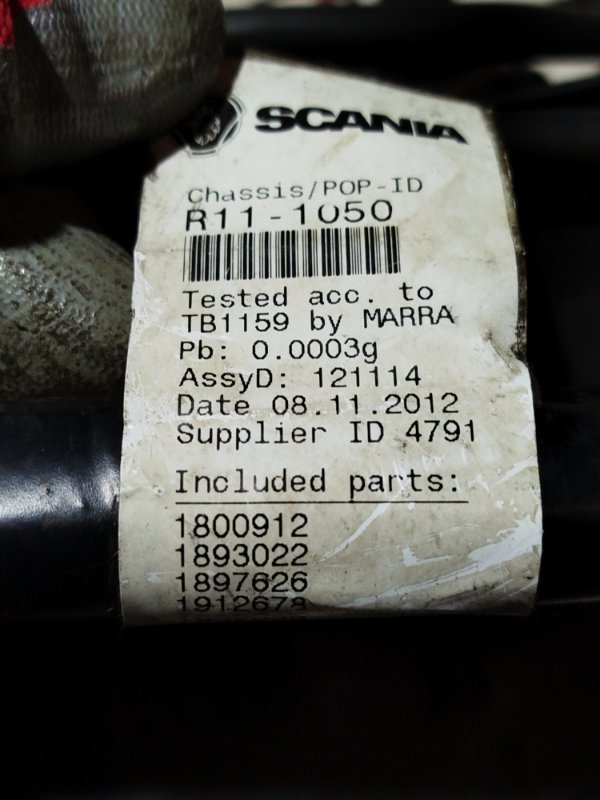 SCANIA
Chassis/POP-ID
R11-1050
Tested acc. to
TB1159 by MARRA
Pb: 0.0003g
AssyD: 121114
Date 08.11.2012
Supplier ID 4791
Included parts:
1800912
1893022
1897626
1912678